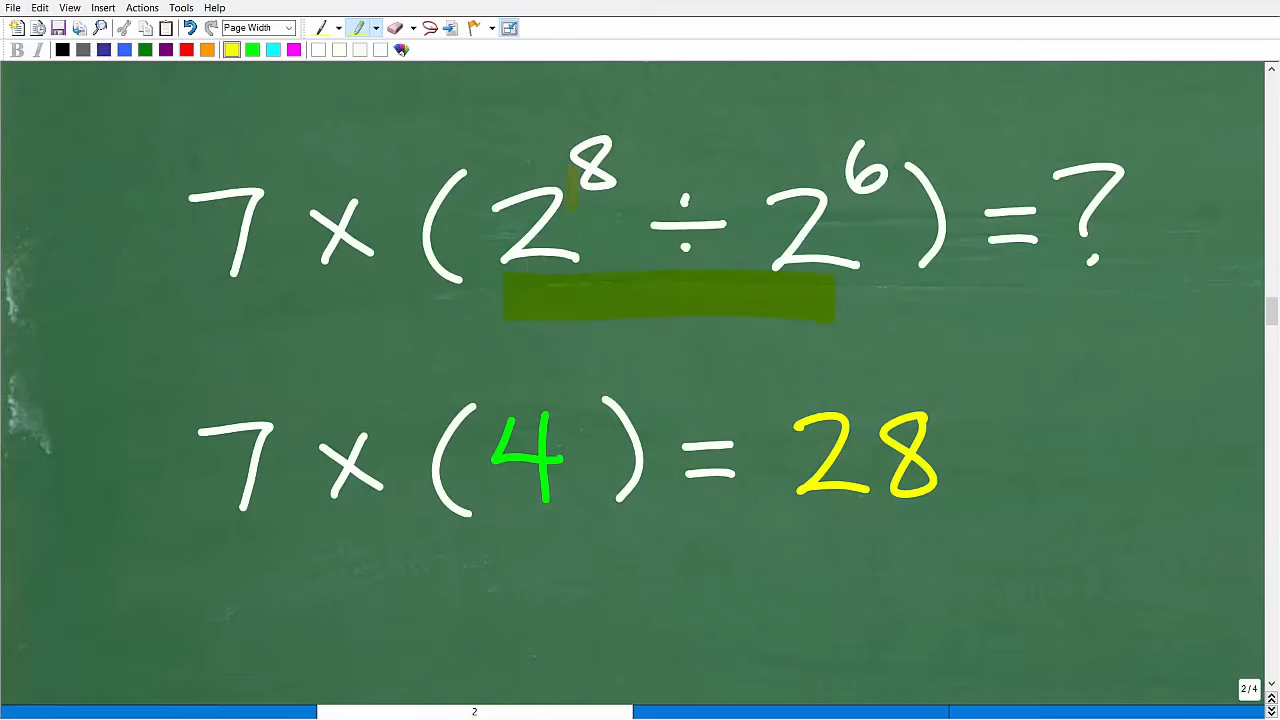 File Edit View Insert Actions Tools Help
Page Width
B I
7 × (2⁸ ÷ 2⁶) = ?
7 × (4) = 28
2/4
2